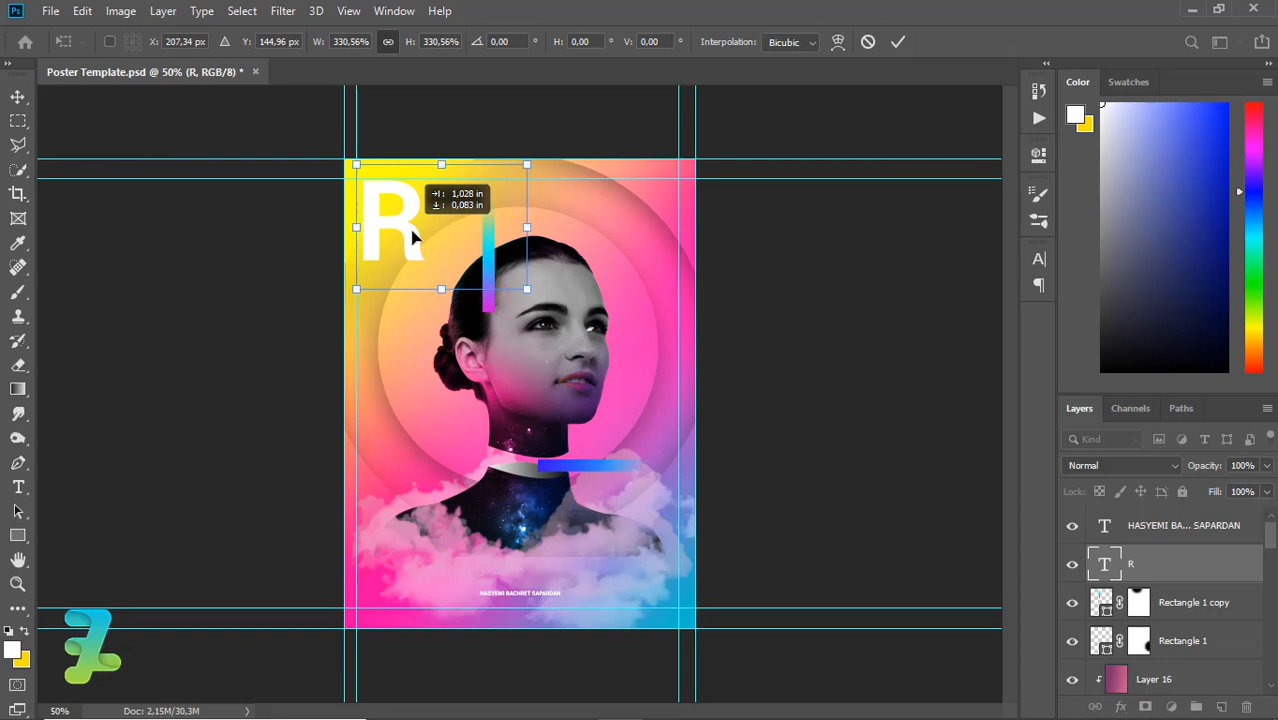 Ps File Edit Image Layer Type Select Filter 3D View Window Help
X: 207,34 px Y: 144,96 px W: 330,56% H: 330,56% 0,00 ° H: 0,00 ° V: 0,00 ° Interpolation: Bicubic
Poster Template.psd @ 50% (R, RGB/8) *
R
1,028 in
0,083 in
HASYEMI BACHRET SAPARDAN
Color Swatches
Layers Channels Paths
Kind
Normal Opacity: 100%
Lock: Fill: 100%
HASYEMI BA... SAPARDAN
R
Rectangle 1 copy
Rectangle 1
Layer 16
fx
50% Doc: 2,15M/30,3M